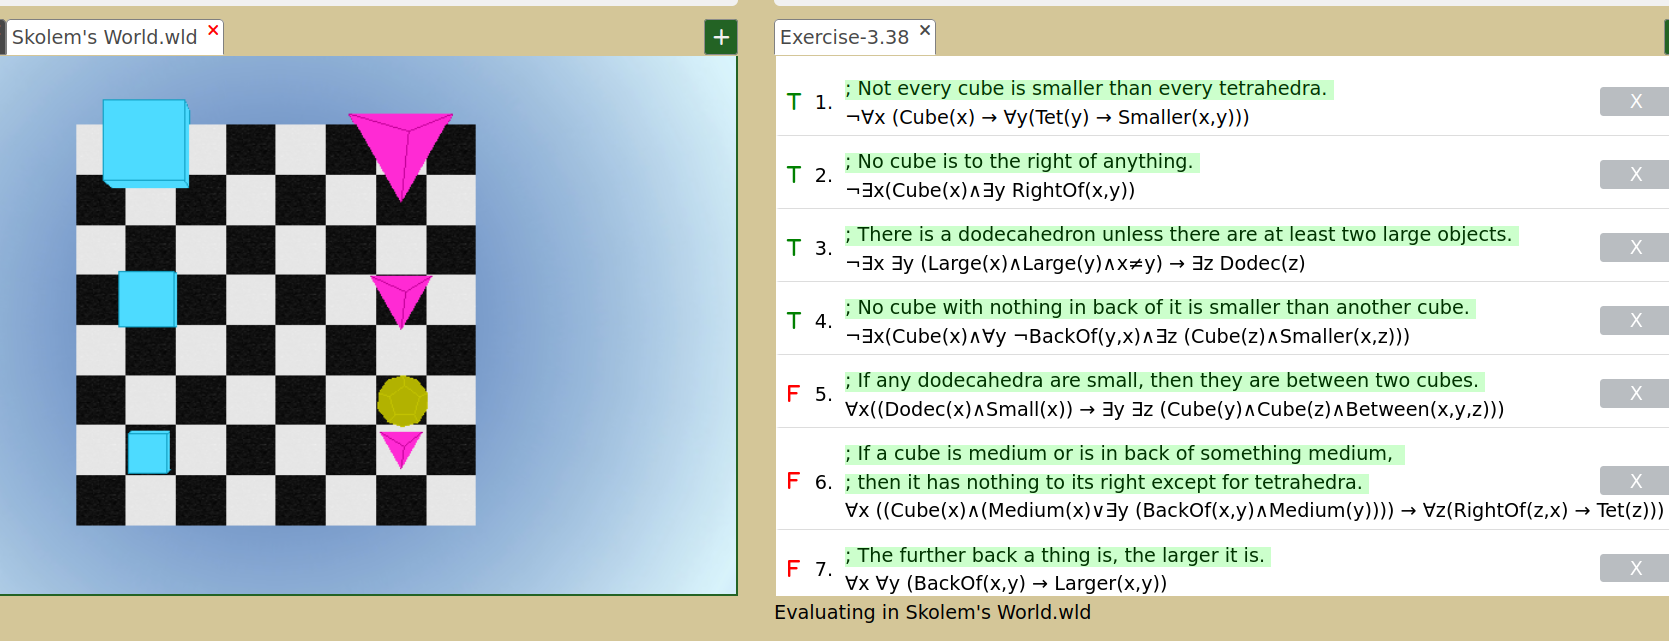 Skolem's World.wld ×
+
Exercise-3.38 ×
T 1. ; Not every cube is smaller than every tetrahedra. X
¬∀x (Cube(x) → ∀y(Tet(y) → Smaller(x,y)))
T 2. ; No cube is to the right of anything. X
¬∃x(Cube(x)∧∃y RightOf(x,y))
T 3. ; There is a dodecahedron unless there are at least two large objects. X
¬∃x ∃y (Large(x)∧Large(y)∧x≠y) → ∃z Dodec(z)
T 4. ; No cube with nothing in back of it is smaller than another cube. X
¬∃x(Cube(x)∧∀y ¬BackOf(y,x)∧∃z (Cube(z)∧Smaller(x,z)))
F 5. ; If any dodecahedra are small, then they are between two cubes. X
∀x((Dodec(x)∧Small(x)) → ∃y ∃z (Cube(y)∧Cube(z)∧Between(x,y,z)))
F 6. ; If a cube is medium or is in back of something medium, X
; then it has nothing to its right except for tetrahedra.
∀x ((Cube(x)∧(Medium(x)∨∃y (BackOf(x,y)∧Medium(y)))) → ∀z(RightOf(z,x) → Tet(z)))
F 7. ; The further back a thing is, the larger it is. X
∀x ∀y (BackOf(x,y) → Larger(x,y))
Evaluating in Skolem's World.wld